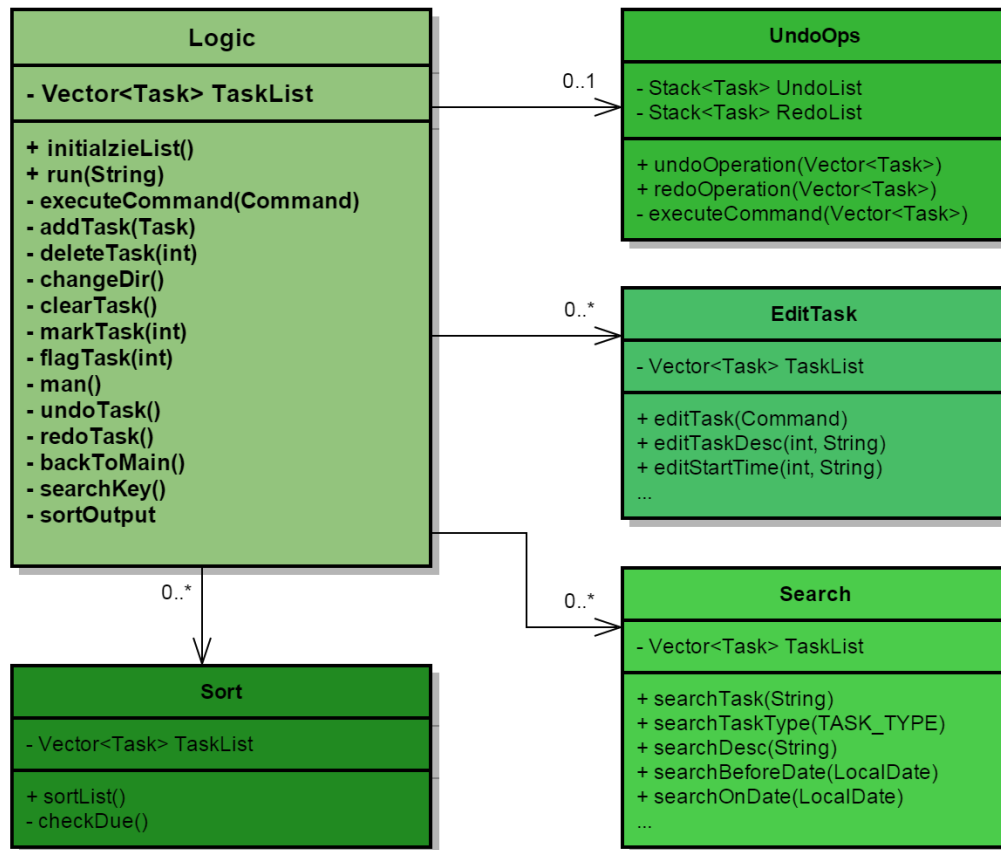 Logic
- Vector<Task> TaskList
+ initialzieList()
+ run(String)
- executeCommand(Command)
- addTask(Task)
- deleteTask(int)
- changeDir()
- clearTask()
- markTask(int)
- flagTask(int)
- man()
- undoTask()
- redoTask()
- backToMain()
- searchKey()
- sortOutput
0..1
UndoOps
- Stack<Task> UndoList
- Stack<Task> RedoList
+ undoOperation(Vector<Task>)
+ redoOperation(Vector<Task>)
- executeCommand(Vector<Task>)
0..*
EditTask
- Vector<Task> TaskList
+ editTask(Command)
+ editTaskDesc(int, String)
+ editStartTime(int, String)
...
0..*
Search
- Vector<Task> TaskList
+ searchTask(String)
+ searchTaskType(TASK_TYPE)
+ searchDesc(String)
+ searchBeforeDate(LocalDate)
+ searchOnDate(LocalDate)
...
0..*
Sort
- Vector<Task> TaskList
+ sortList()
- checkDue()